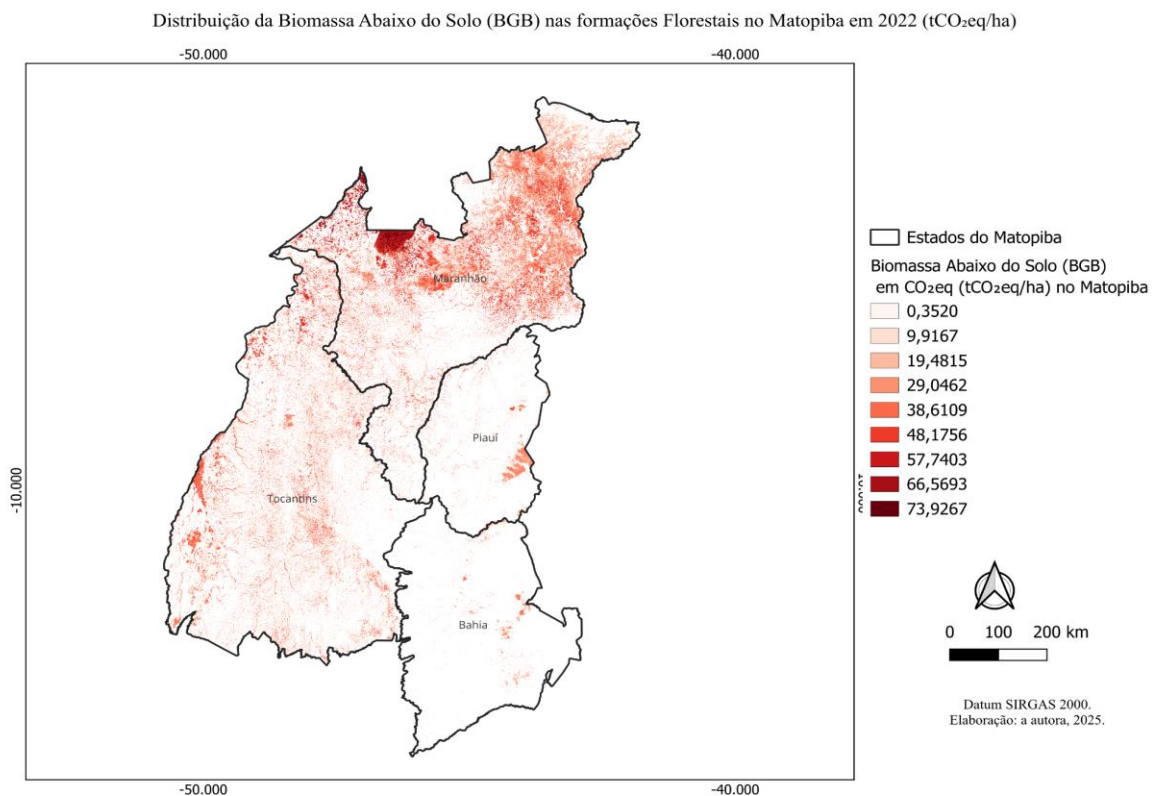 Distribuição da Biomassa Abaixo do Solo (BGB) nas formações Florestais no Matopiba em 2022 (tCO₂eq/ha)
-50.000
-40.000
Estados do Matopiba
Biomassa Abaixo do Solo (BGB)
em CO₂eq (tCO₂eq/ha) no Matopiba
0,3520
9,9167
19,4815
29,0462
38,6109
48,1756
57,7403
66,5693
73,9267
Maranhão
Piauí
Tocantins
Bahia
-10.000
0 100 200 km
Datum SIRGAS 2000.
Elaboração: a autora, 2025.
-50.000
-40.000